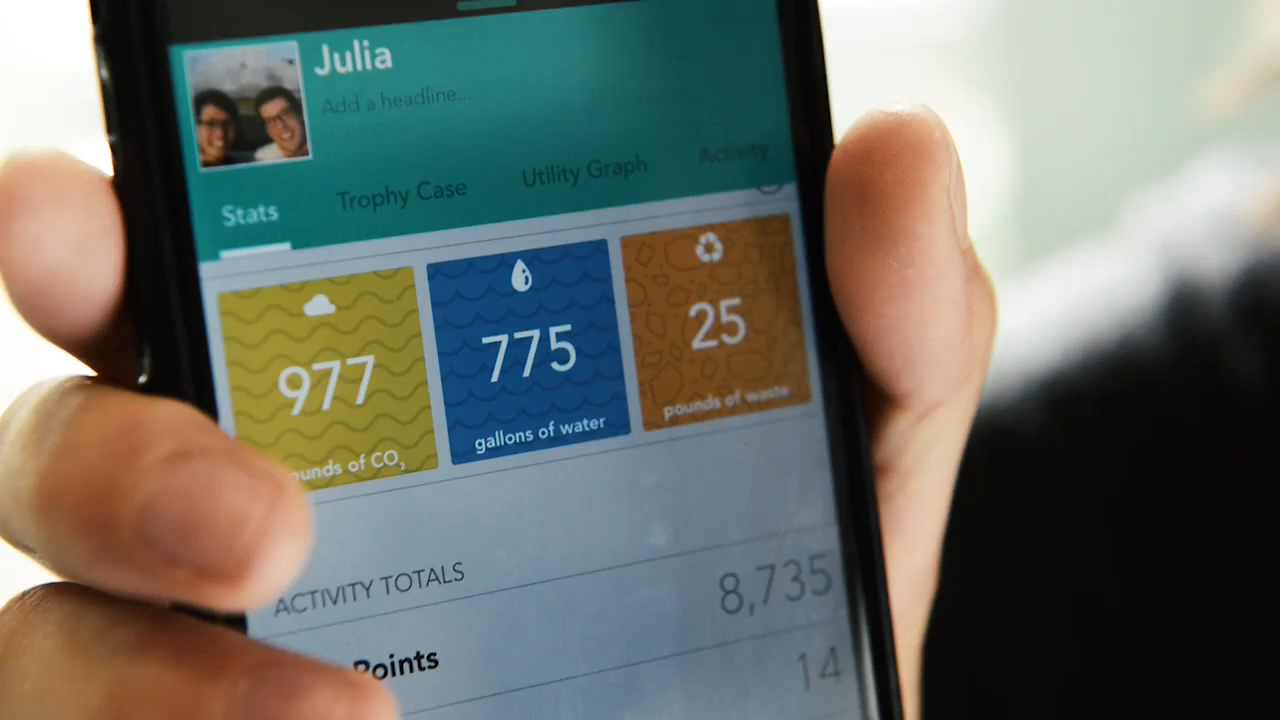 Julia
Add a headline...
Stats
Trophy Case
Utility Graph
Activity
977
of CO₂
775
gallons of water
25
pounds of waste
ACTIVITY TOTALS
8,735
Points
14